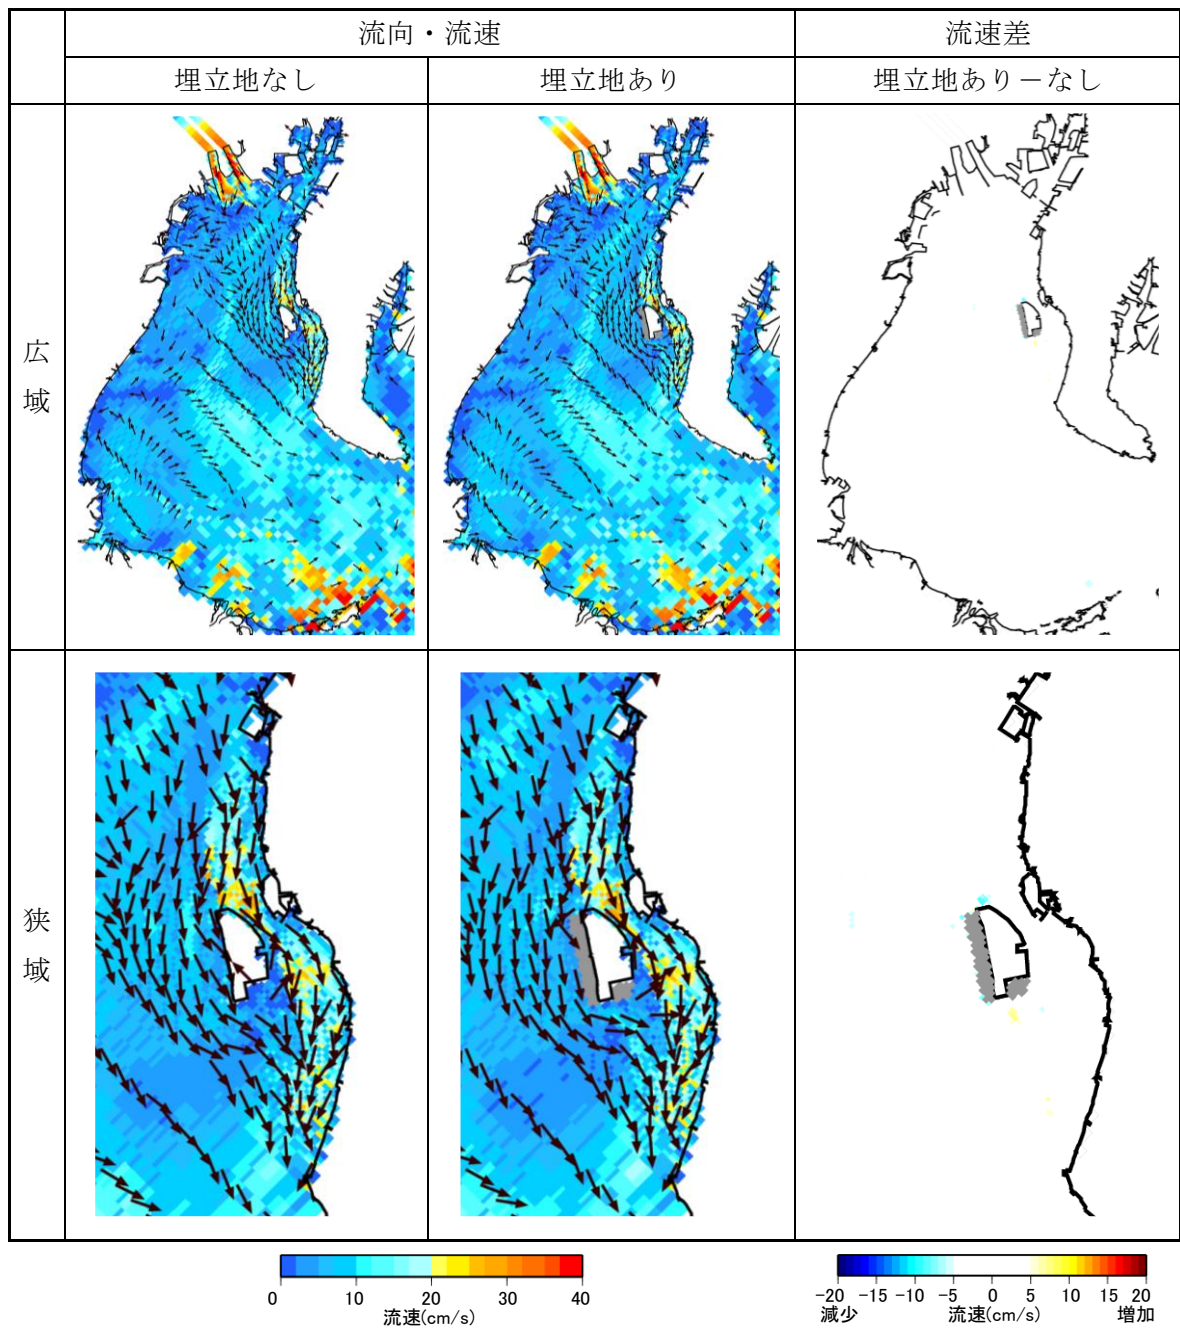 流向・流速 流速差
埋立地なし 埋立地あり 埋立地あり－なし
広域
狭域
0 10 20 30 40
流速(cm/s)
-20 -15 -10 -5 0 5 10 15 20
減少 流速(cm/s) 増加